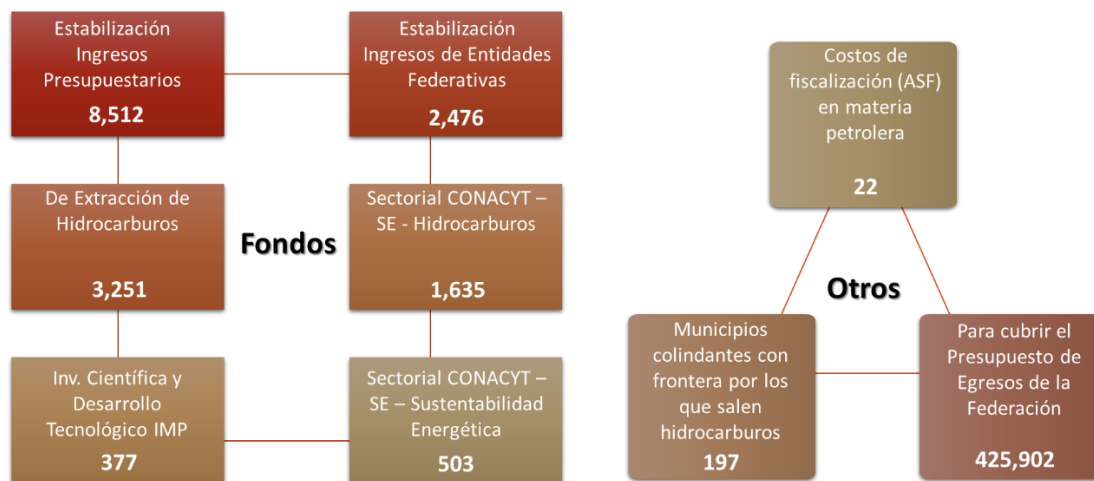 Estabilización
Ingresos
Presupuestarios
8,512
Estabilización
Ingresos de Entidades
Federativas
2,476
De Extracción de
Hidrocarburos
3,251
Fondos
Sectorial CONACYT –
SE - Hidrocarburos
1,635
Inv. Científica y
Desarrollo
Tecnológico IMP
377
Sectorial CONACYT –
SE – Sustentabilidad
Energética
503
Costos de
fiscalización (ASF)
en materia
petrolera
22
Otros
Municipios
colindantes con
frontera por los
que salen
hidrocarburos
197
Para cubrir el
Presupuesto de
Egresos de la
Federación
425,902